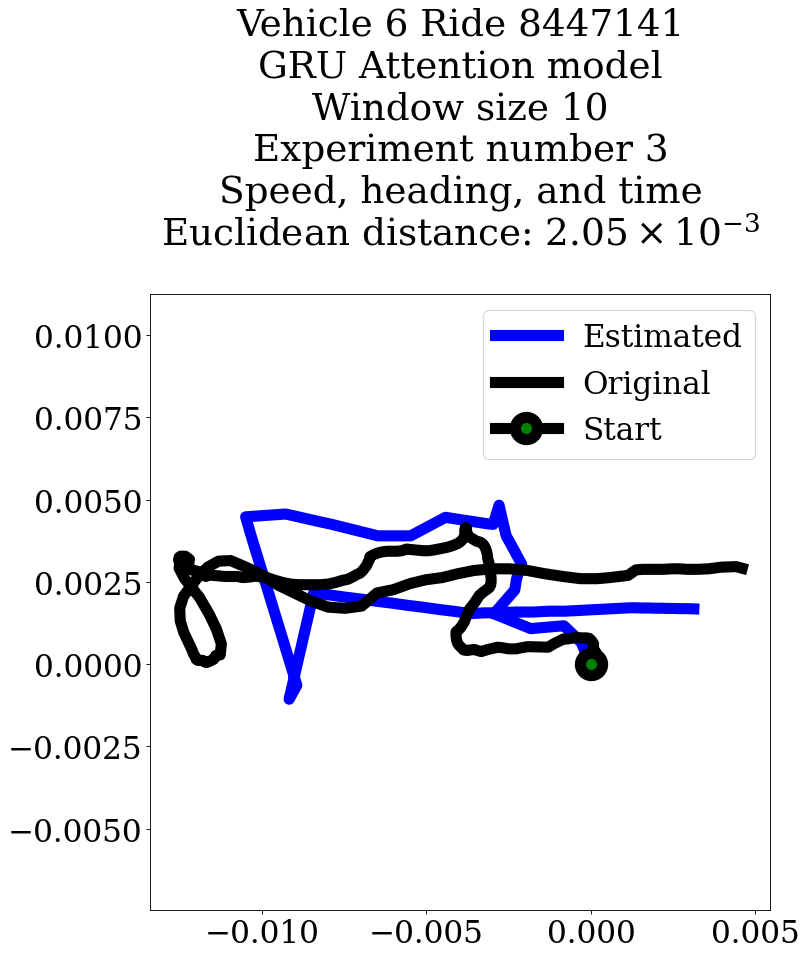 Vehicle 6 Ride 8447141
GRU Attention model
Window size 10
Experiment number 3
Speed, heading, and time
Euclidean distance: 2.05 × 10⁻³
Estimated
Original
Start
0.0100
0.0075
0.0050
0.0025
0.0000
−0.0025
−0.0050
−0.010 −0.005 0.000 0.005